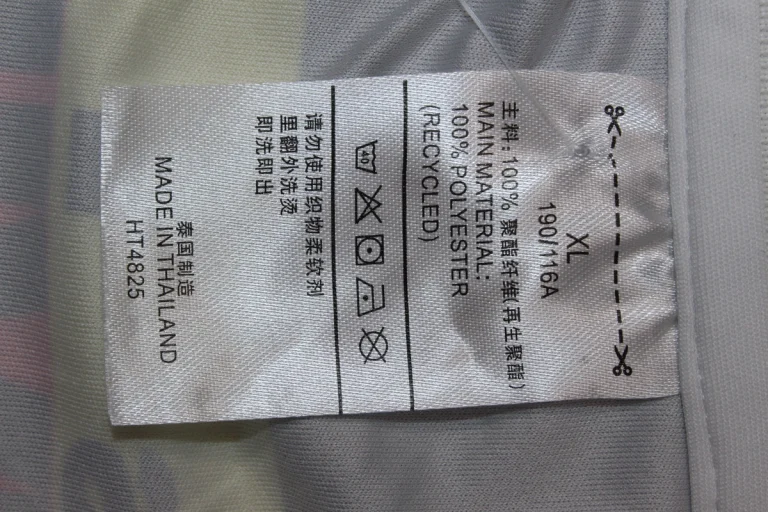 XL
190/116A
主料:100% 聚酯纤维(再生聚酯)
MAIN MATERIAL:
100% POLYESTER
(RECYCLED)
40
请勿使用织物柔软剂
里翻外洗烫
即洗即出
泰国制造
MADE IN THAILAND
HT4825